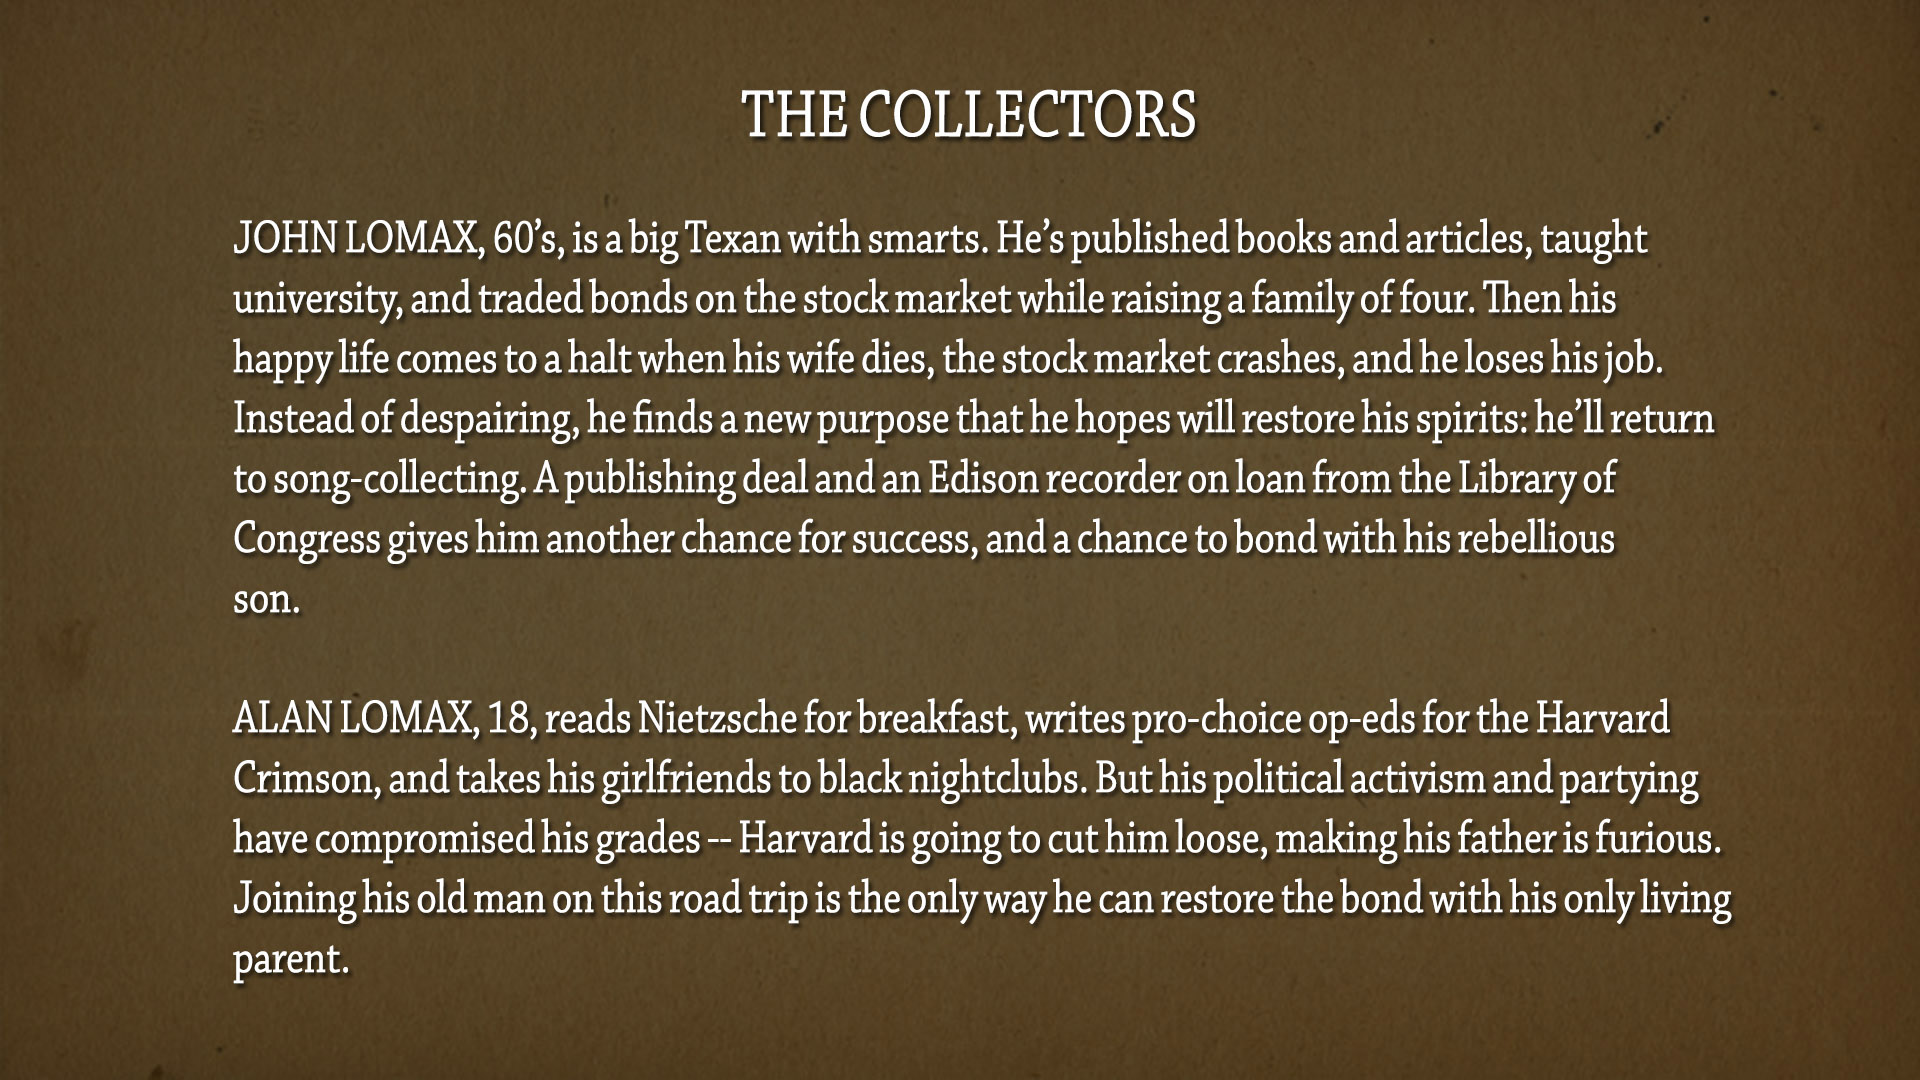 THE COLLECTORS
JOHN LOMAX, 60’s, is a big Texan with smarts. He’s published books and articles, taught
university, and traded bonds on the stock market while raising a family of four. Then his
happy life comes to a halt when his wife dies, the stock market crashes, and he loses his job.
Instead of despairing, he finds a new purpose that he hopes will restore his spirits: he’ll return
to song-collecting. A publishing deal and an Edison recorder on loan from the Library of
Congress gives him another chance for success, and a chance to bond with his rebellious
son.
ALAN LOMAX, 18, reads Nietzsche for breakfast, writes pro-choice op-eds for the Harvard
Crimson, and takes his girlfriends to black nightclubs. But his political activism and partying
have compromised his grades -- Harvard is going to cut him loose, making his father is furious.
Joining his old man on this road trip is the only way he can restore the bond with his only living
parent.